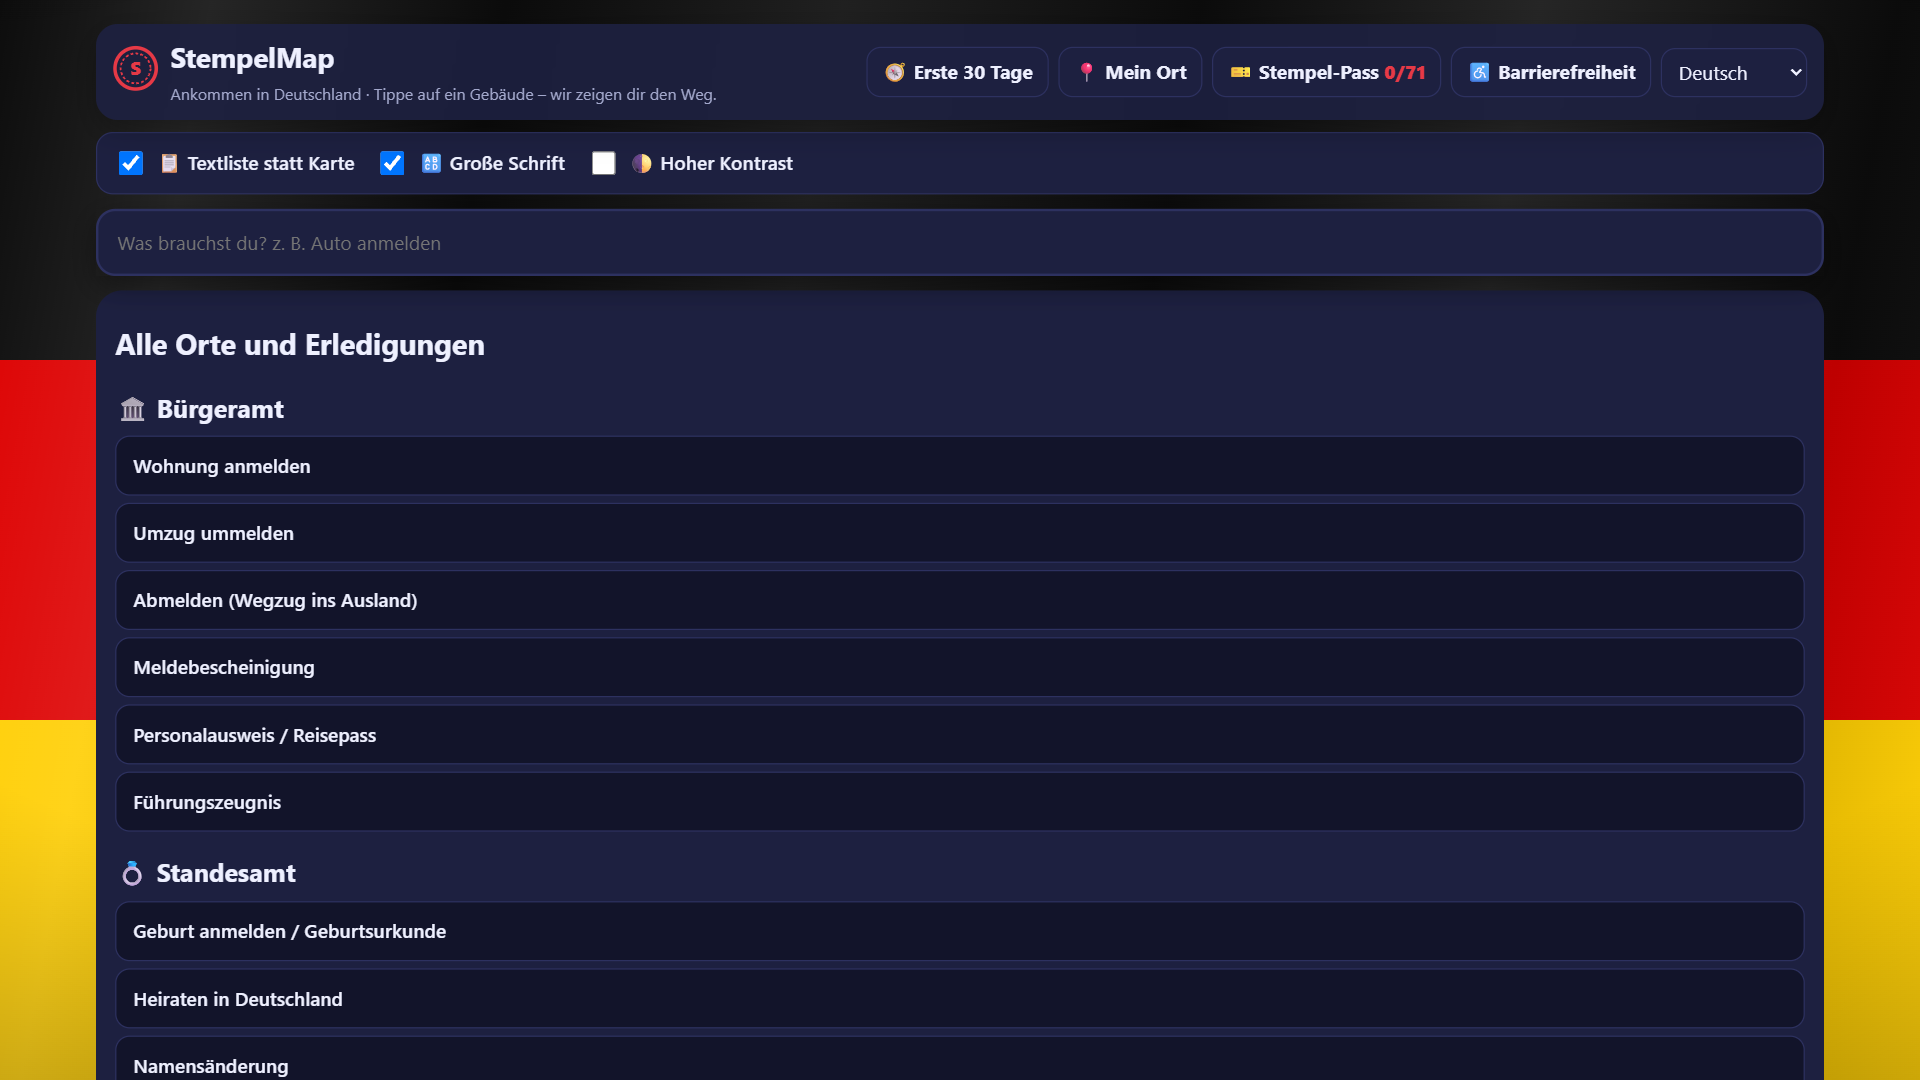 StempelMap
Ankommen in Deutschland · Tippe auf ein Gebäude – wir zeigen dir den Weg.
Erste 30 Tage
Mein Ort
Stempel-Pass 0/71
Barrierefreiheit
Deutsch
Textliste statt Karte
Große Schrift
Hoher Kontrast
Was brauchst du? z. B. Auto anmelden
Alle Orte und Erledigungen
Bürgeramt
Wohnung anmelden
Umzug ummelden
Abmelden (Wegzug ins Ausland)
Meldebescheinigung
Personalausweis / Reisepass
Führungszeugnis
Standesamt
Geburt anmelden / Geburtsurkunde
Heiraten in Deutschland
Namensänderung